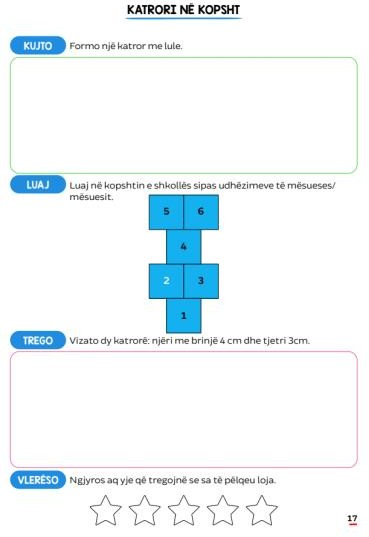 KATRORI NË KOPSHT
KUJTO Formo një katror me lule.
LUAJ Luaj në kopshtin e shkollës sipas udhëzimeve të mësueses/
mësuesit.
5 6
4
2 3
1
TREGO Vizato dy katrorë: njëri me brinjë 4 cm dhe tjetri 3cm.
VLERËSO Ngjyros aq yje që tregojnë se sa të pëlqeu loja.
17